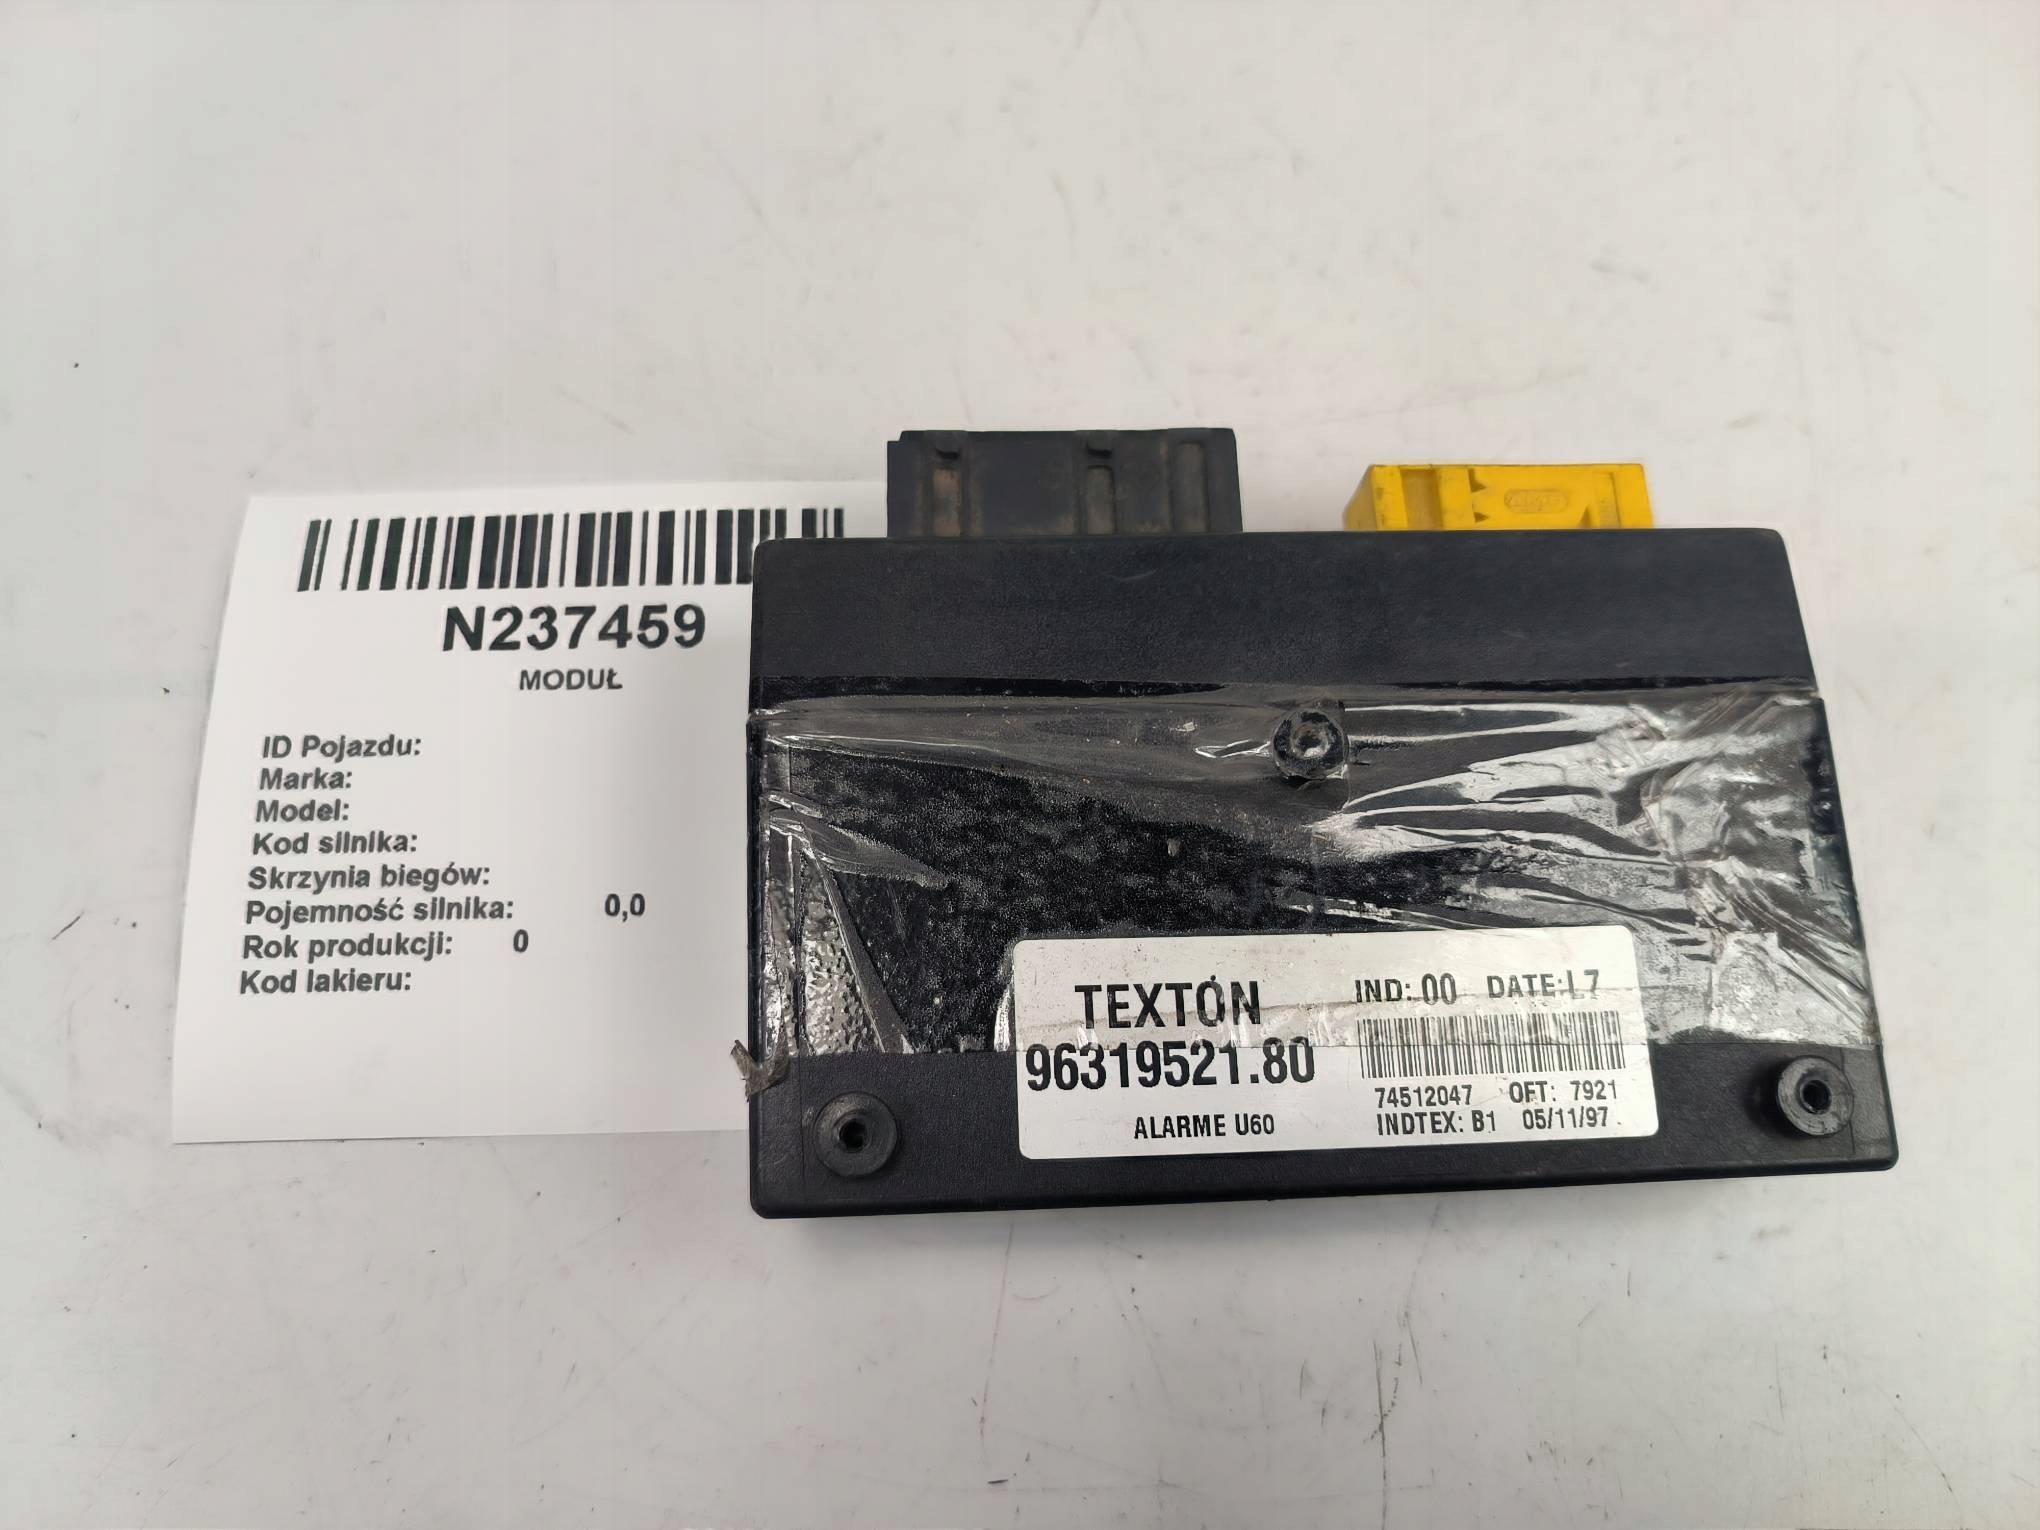 N237459
MODUŁ
ID Pojazdu:
Marka:
Model:
Kod silnika:
Skrzynia biegów:
Pojemność silnika: 0,0
Rok produkcji: 0
Kod lakieru:
TEXTON
96319521.80
ALARME U60
IND: 00 DATE: L7
74512047 OFT: 7921
INDTEX: B1 05/11/97